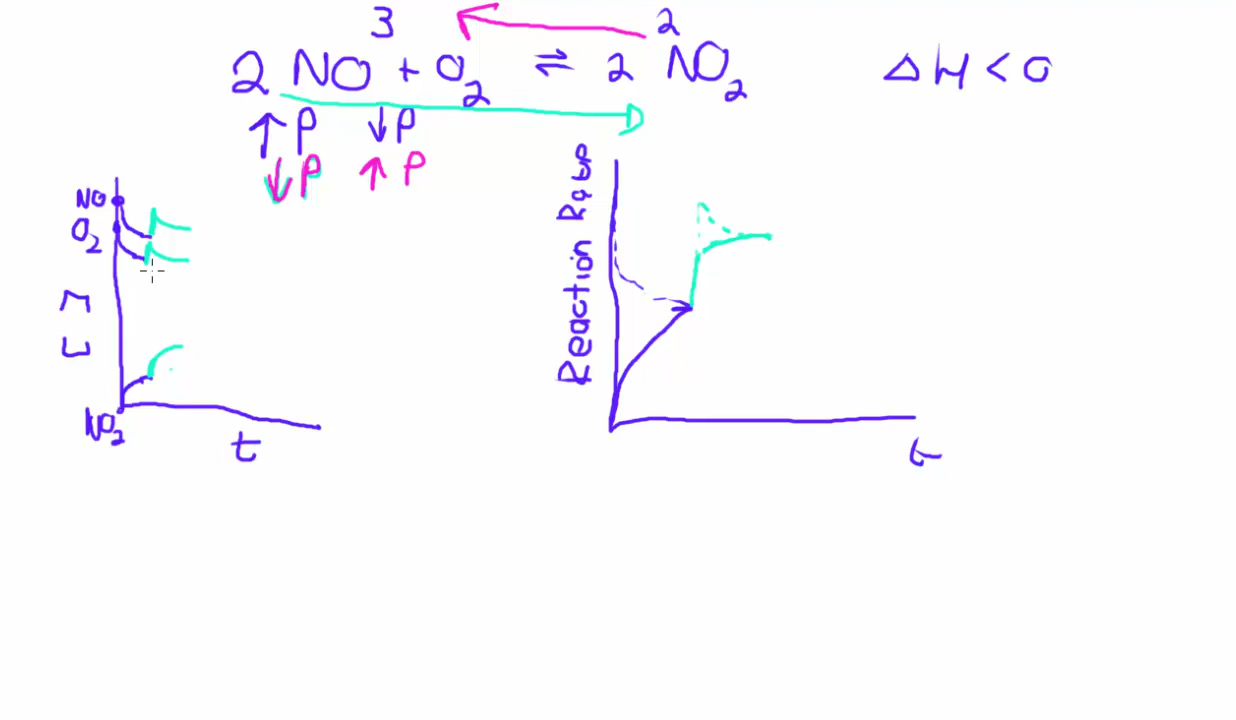 3 2
2 NO + O2 ⇌ 2 NO2 ΔH < 0
↑ P ↓ P
↓ P ↑ P
NO
O2
[ ]
NO2
t
Reaction Rate
t